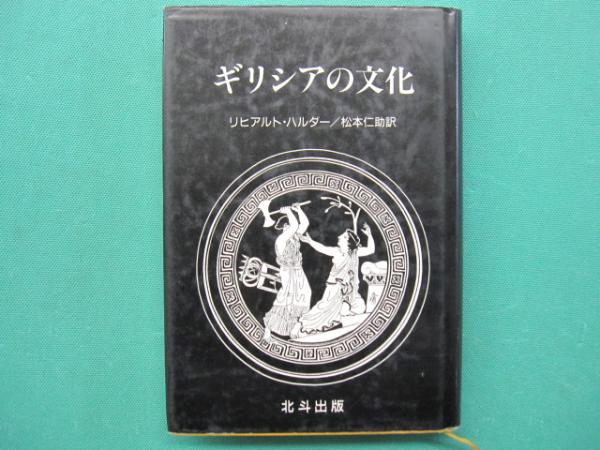 ギリシアの文化
リヒアルト・ハルダー／松本仁助訳
北斗出版